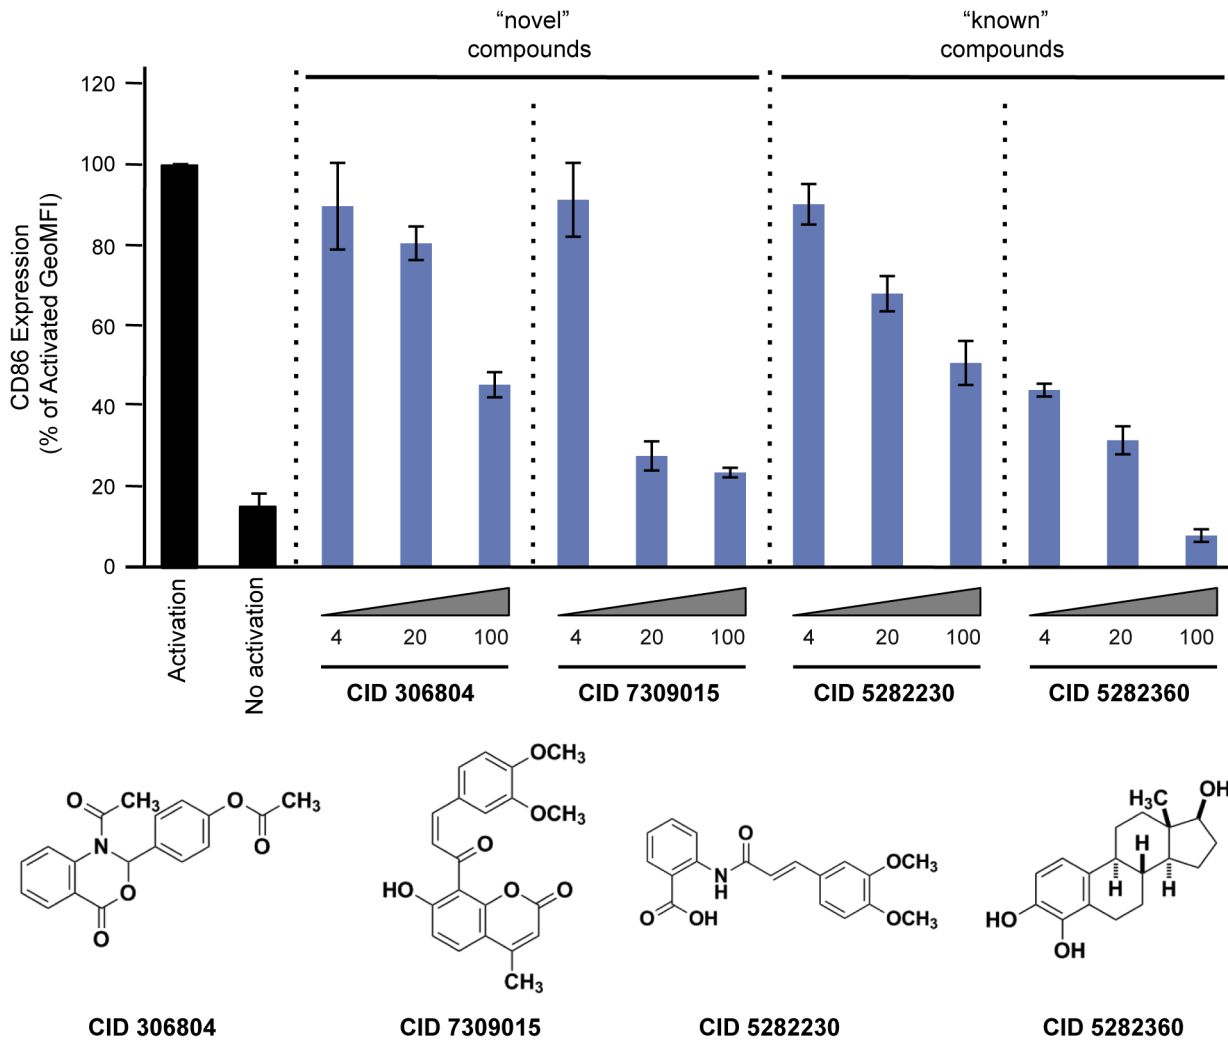 “novel”
compounds
“known”
compounds
CD86 Expression
(% of Activated GeoMFI)
120
100
80
60
40
20
0
Activation
No activation
4 20 100
4 20 100
4 20 100
4 20 100
CID 306804
CID 7309015
CID 5282230
CID 5282360
O
CH3
N
O
O
O
CH3
O
OCH3
OCH3
O
HO
O
O
CH3
O
N
H
O
OH
OCH3
OCH3
H3C
OH
H
H
H
HO
OH
CID 306804
CID 7309015
CID 5282230
CID 5282360